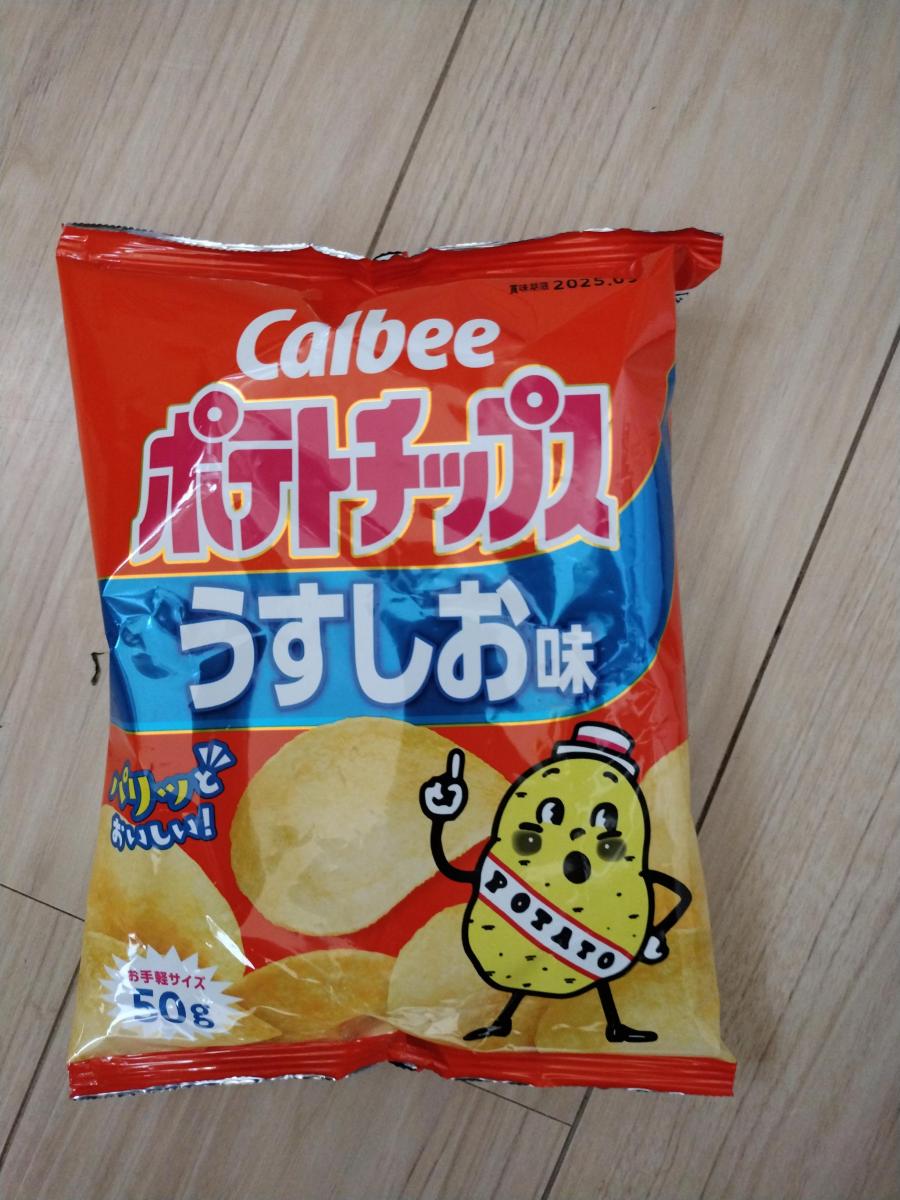 賞味期限 2025.0
Calbee
ポテトチップス
うすしお味
パリッと
おいしい!
POTATO
お手軽サイズ
50g